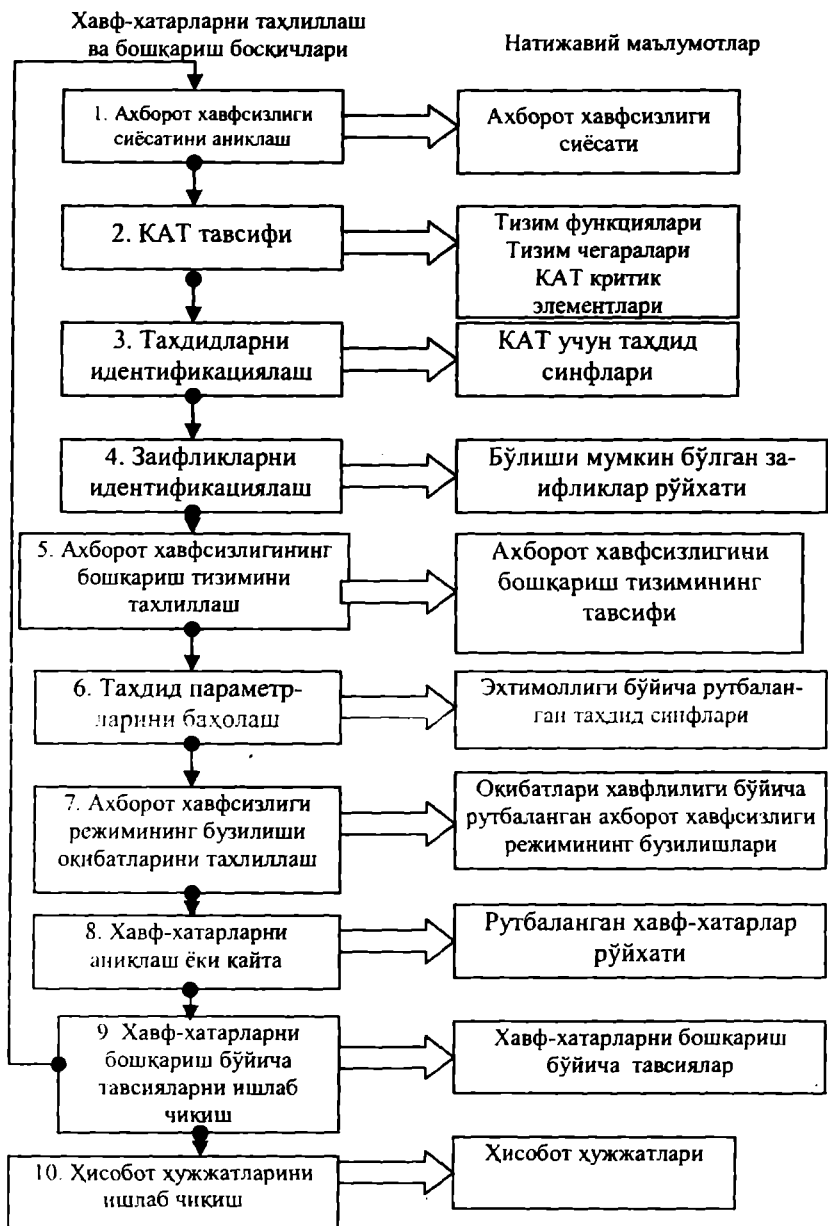 Хавф-хатарларни таҳлиллаш
ва бошқариш босқичлари
Натижавий маълумотлар
1. Ахборот хавфсизлиги
сиёсатини аниклаш
Ахборот хавфсизлиги
сиёсати
2. КАТ тавсифи
Тизим функциялари
Тизим чегаралари
КАТ критик
элементлари
3. Таҳдидларни
идентификациялаш
КАТ учун таҳдид
синфлари
4. Заифликларни
идентификациялаш
Бўлиши мумкин бўлган за-
ифликлар рўйхати
5. Ахборот хавфсизлигининг
бошқариш тизимини
тахлиллаш
Ахборот хавфсизлигини
бошқариш тизимининг
тавсифи
6. Таҳдид параметр-
ларини баҳолаш
Эҳтимоллиги бўйича рутбалан-
ган таҳдид синфлари
7. Ахборот хавфсизлиги
режимининг бузилиши
оқибатларини тахлиллаш
Оқибатлари хавфлилиги бўйича
рутбаланган ахборот хавфсизлиги
режимининг бузилишлари
8. Хавф-хатарларни
аниклаш ёки қайта
Рутбаланган хавф-хатарлар
рўйхати
9 Хавф-хатарларни
бошқариш бўйича
тавсияларни ишлаб
чиқиш
Хавф-хатарларни бошқариш
бўйича тавсиялар
10. Ҳисобот ҳужжатларини
ишлаб чиқиш
Ҳисобот ҳужжатлари